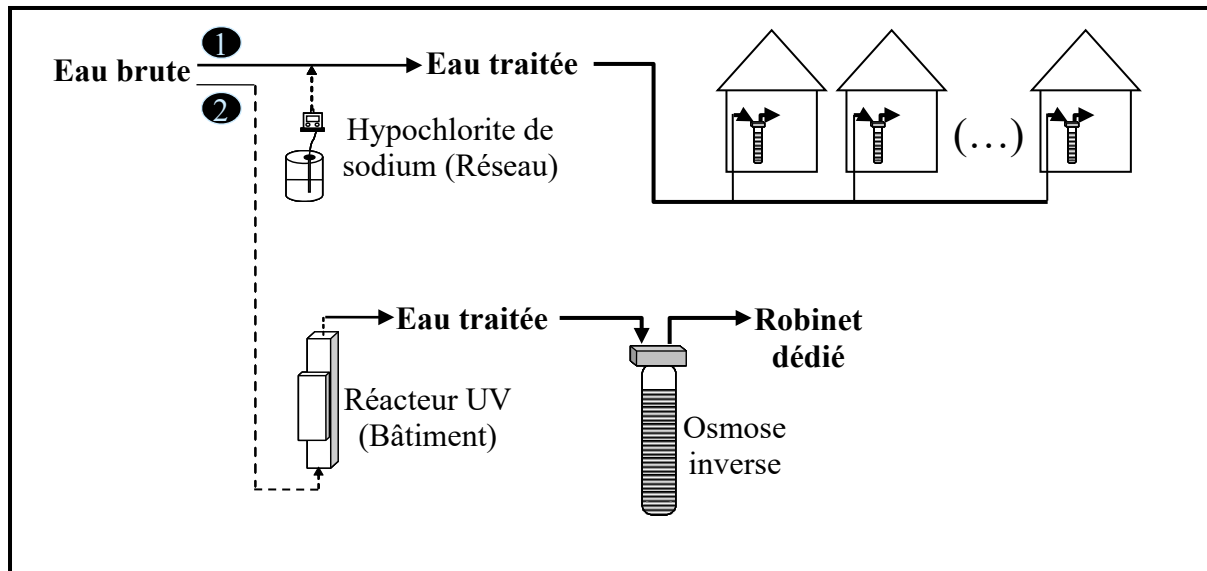 1
Eau brute
Eau traitée
2
Hypochlorite de
sodium (Réseau)
(…)
Eau traitée
Robinet
dédié
Réacteur UV
(Bâtiment)
Osmose
inverse